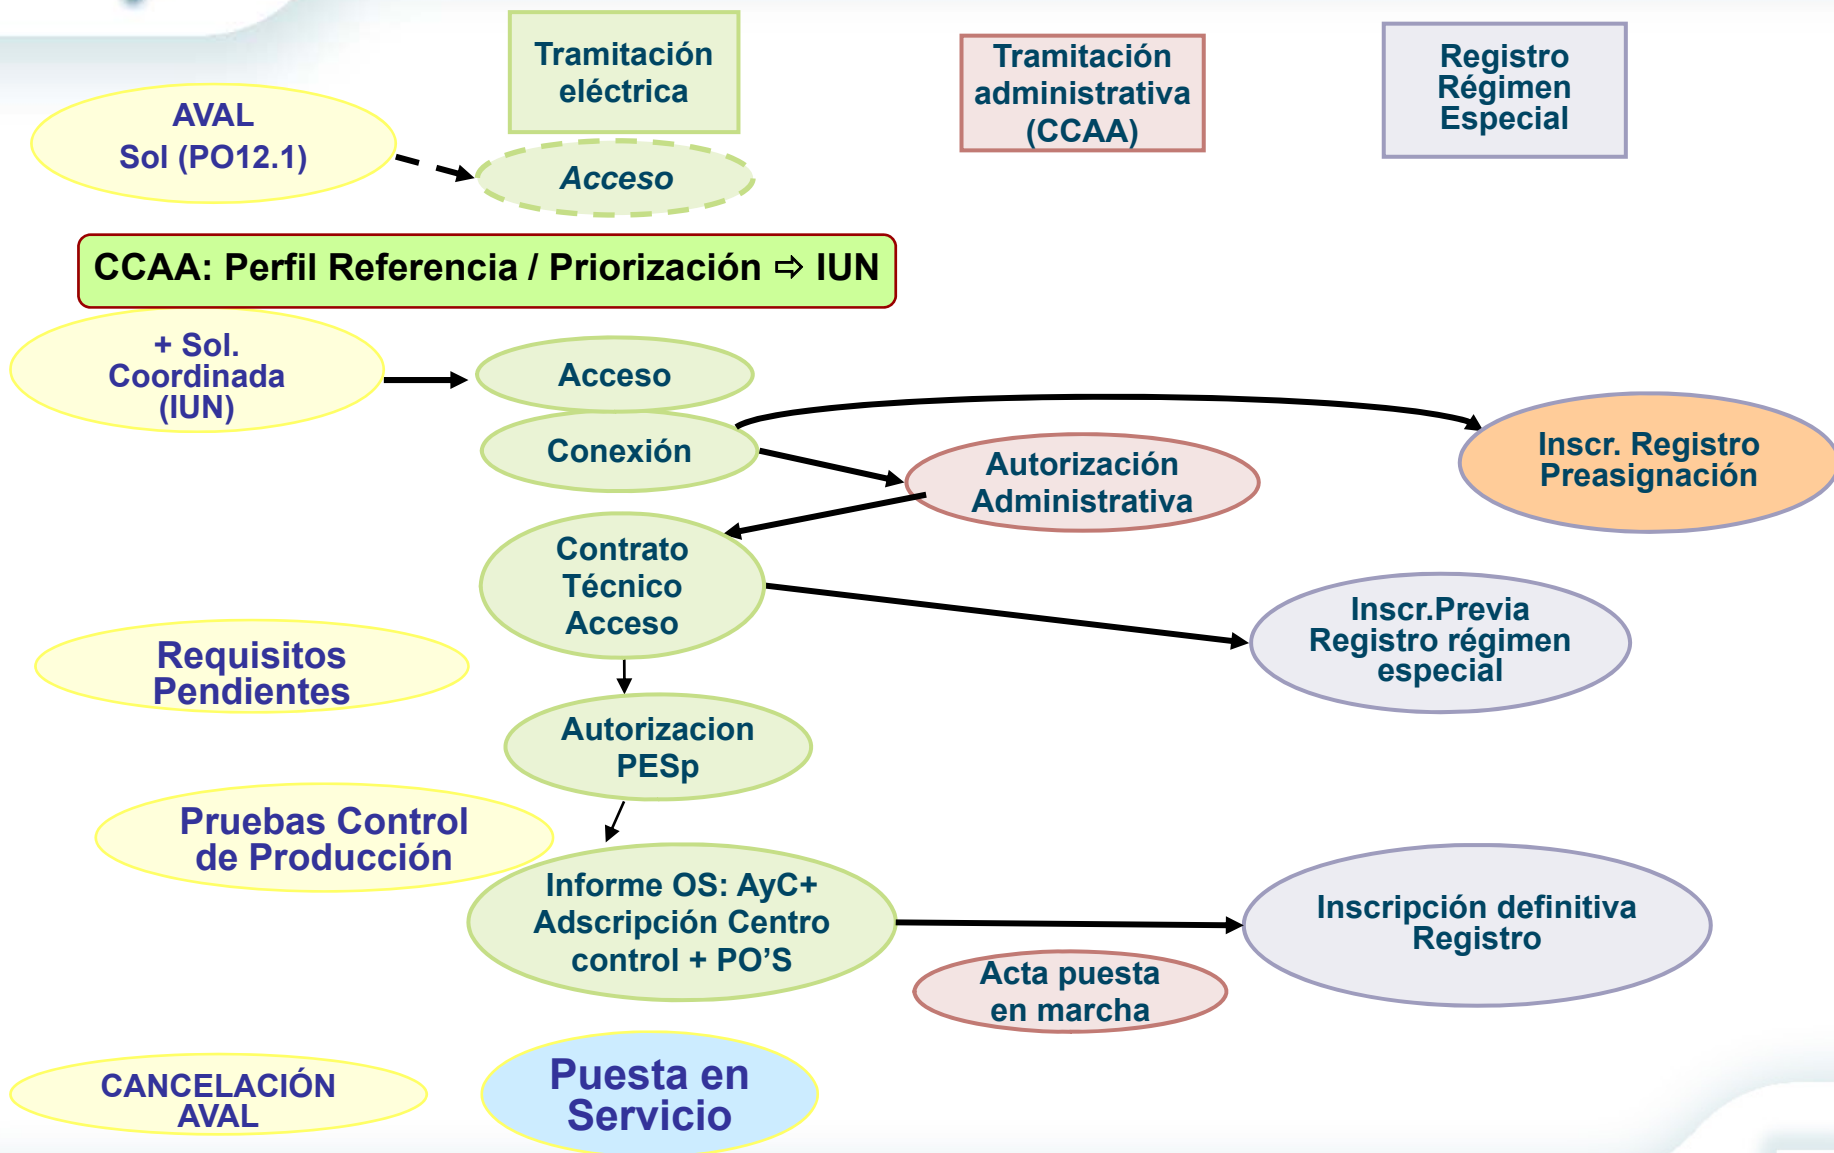 Tramitación
eléctrica
Tramitación
administrativa
(CCAA)
Registro
Régimen
Especial
AVAL
Sol (PO12.1)
Acceso
CCAA: Perfil Referencia / Priorización ⇨ IUN
+ Sol.
Coordinada
(IUN)
Acceso
Conexión
Autorización
Administrativa
Inscr. Registro
Preasignación
Contrato
Técnico
Acceso
Inscr.Previa
Registro régimen
especial
Requisitos
Pendientes
Autorizacion
PESp
Pruebas Control
de Producción
Informe OS: AyC+
Adscripción Centro
control + PO’S
Inscripción definitiva
Registro
Acta puesta
en marcha
CANCELACIÓN
AVAL
Puesta en
Servicio